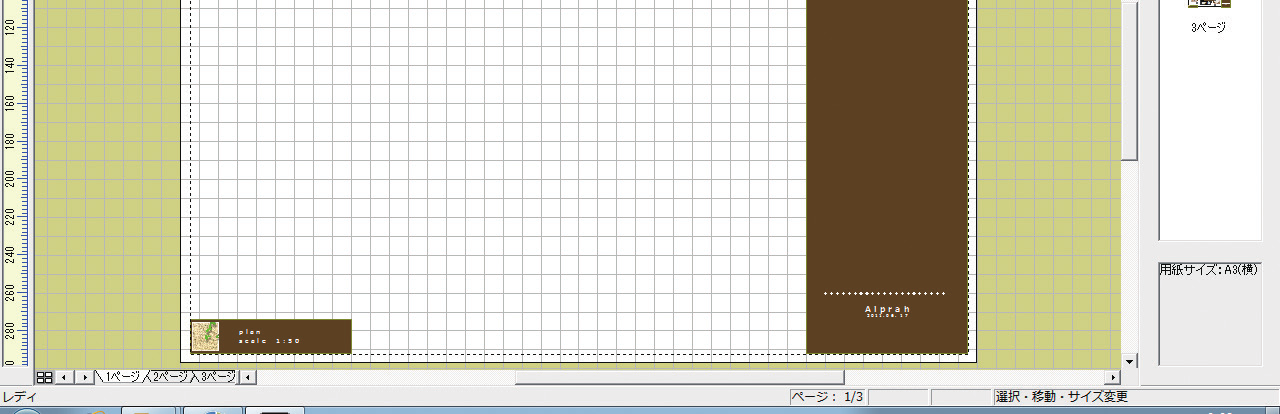 3ページ
120
140
160
180
200
220
240
260
280
用紙サイズ:A3(横)
Alprah
2011.06.17
plan
scale 1:50
1ページ 2ページ 3ページ
レディ
ページ: 1/3
選択・移動・サイズ変更